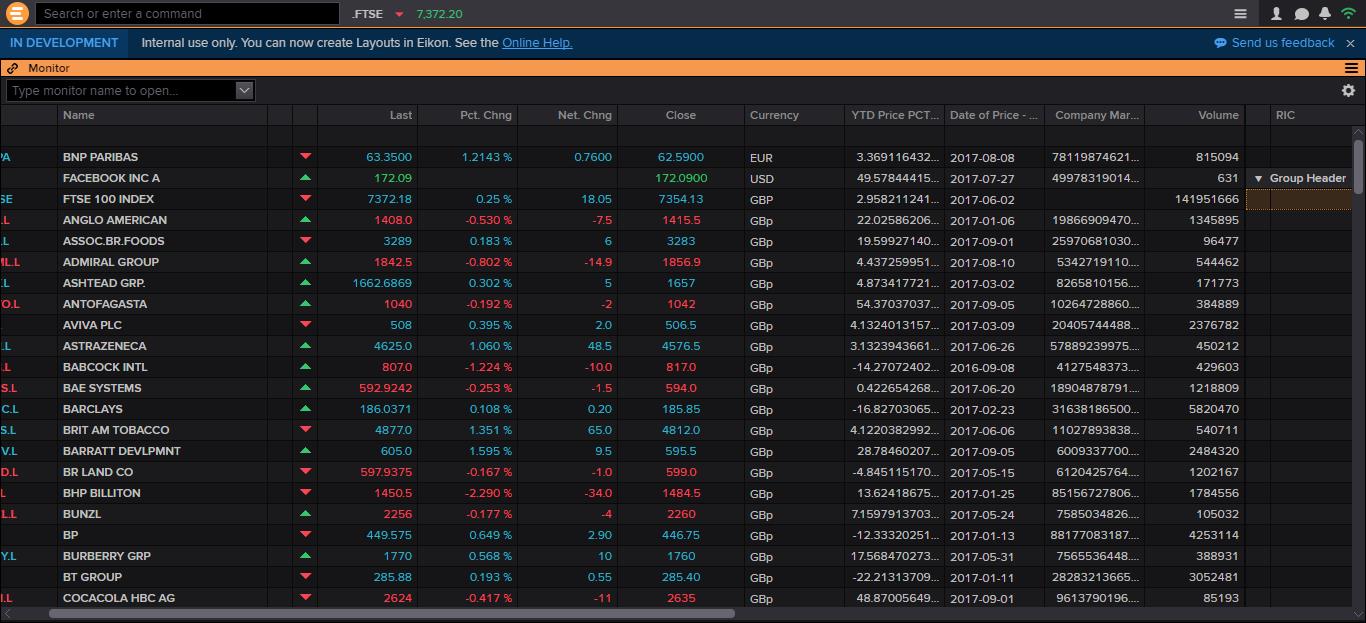 Search or enter a command .FTSE 7,372.20
IN DEVELOPMENT Internal use only. You can now create Layouts in Eikon. See the Online Help. Send us feedback
Monitor
Type monitor name to open...
Name Last Pct. Chng Net. Chng Close Currency YTD Price PCT... Date of Price - ... Company Mar... Volume RIC
PA BNP PARIBAS 63.3500 1.2143 % 0.7600 62.5900 EUR 3.369116432... 2017-08-08 78119874621... 815094
FACEBOOK INC A 172.09 172.0900 USD 49.57844415... 2017-07-27 49978319014... 631 Group Header
SE FTSE 100 INDEX 7372.18 0.25 % 18.05 7354.13 GBP 2.958211241... 2017-06-02 141951666
.L ANGLO AMERICAN 1408.0 -0.530 % -7.5 1415.5 GBp 22.02586206... 2017-01-06 19866909470... 1345895
.L ASSOC.BR.FOODS 3289 0.183 % 6 3283 GBp 19.59927140... 2017-09-01 25970681030... 96477
ML.L ADMIRAL GROUP 1842.5 -0.802 % -14.9 1856.9 GBp 4.437259951... 2017-08-10 5342719110.... 544462
.L ASHTEAD GRP. 1662.6869 0.302 % 5 1657 GBp 4.873417721... 2017-03-02 8265810156.... 171773
O.L ANTOFAGASTA 1040 -0.192 % -2 1042 GBp 54.37037037... 2017-09-05 10264728860.... 384889
AVIVA PLC 508 0.395 % 2.0 506.5 GBp 4.1324013157... 2017-03-09 20405744488... 2376782
.L ASTRAZENECA 4625.0 1.060 % 48.5 4576.5 GBp 3.1323943661... 2017-06-26 57889239975.... 450212
.L BABCOCK INTL 807.0 -1.224 % -10.0 817.0 GBp -14.27072402... 2016-09-08 4127548373.... 429603
S.L BAE SYSTEMS 592.9242 -0.253 % -1.5 594.0 GBp 0.422654268... 2017-06-20 18904878791.... 1218809
C.L BARCLAYS 186.0371 0.108 % 0.20 185.85 GBp -16.82703065... 2017-02-23 31638186500... 5820470
S.L BRIT AM TOBACCO 4877.0 1.351 % 65.0 4812.0 GBp 4.1220382992... 2017-06-06 11027893838... 540711
V.L BARRATT DEVLPMNT 605.0 1.595 % 9.5 595.5 GBp 28.78460207... 2017-09-05 6009337700.... 2484320
D.L BR LAND CO 597.9375 -0.167 % -1.0 599.0 GBp -4.845115170... 2017-05-15 6120425764.... 1202167
L BHP BILLITON 1450.5 -2.290 % -34.0 1484.5 GBp 13.62418675... 2017-01-25 85156727806... 1784556
L.L BUNZL 2256 -0.177 % -4 2260 GBp 7.1597913703... 2017-05-24 7585034826.... 105032
BP 449.575 0.649 % 2.90 446.75 GBp -12.33320251... 2017-01-13 88177083187.... 4253114
Y.L BURBERRY GRP 1770 0.568 % 10 1760 GBp 17.568470273... 2017-05-31 7565536448.... 388931
BT GROUP 285.88 0.193 % 0.55 285.40 GBp -22.21313709... 2017-01-11 28283213665... 3052481
.L COCACOLA HBC AG 2624 -0.417 % -11 2635 GBp 48.87005649... 2017-09-01 9613790196.... 85193